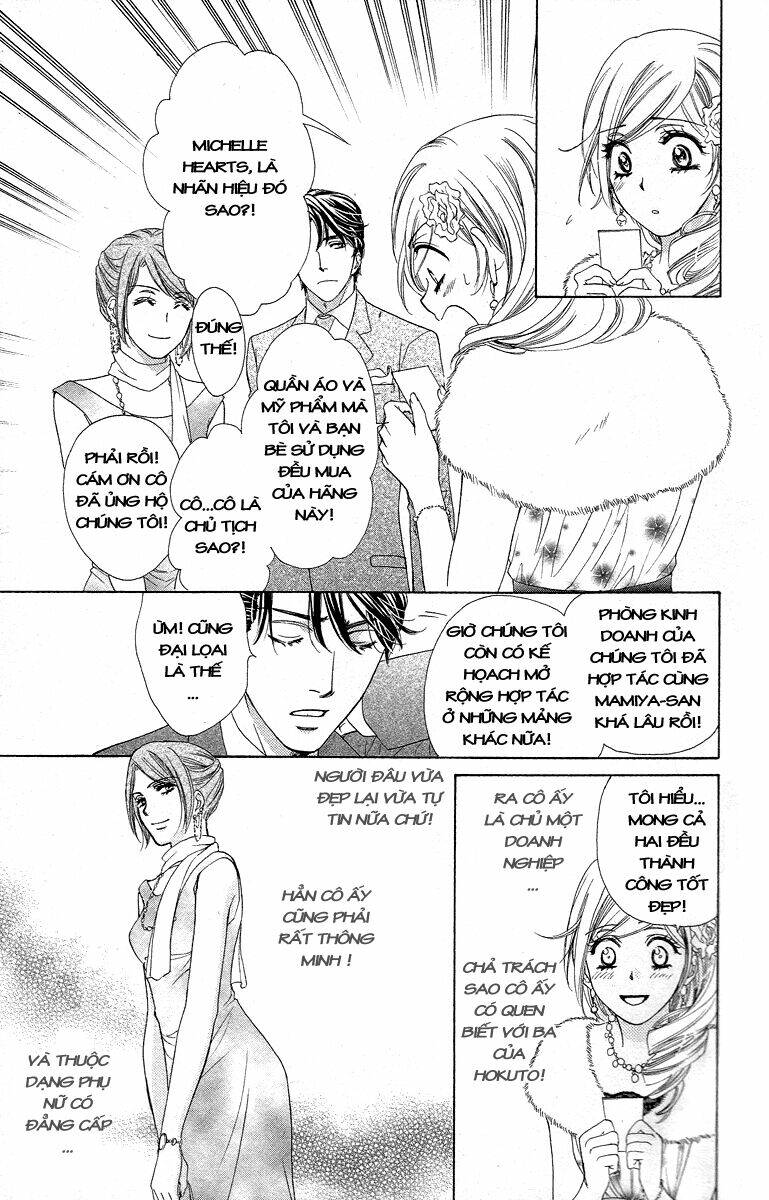 MICHELLE
HEARTS, LÀ
NHÃN HIỆU ĐÓ
SAO?!
ĐÚNG
THẾ!
QUẦN ÁO VÀ
MỸ PHẨM MÀ
TÔI VÀ BẠN
BÈ SỬ DỤNG
ĐỀU MUA
CỦA HÃNG
NÀY!
CÔ...CÔ LÀ
CHỦ TỊCH
SAO?!
PHẢI RỒI!
CÁM ƠN CÔ
ĐÃ ỦNG HỘ
CHÚNG TÔI!
PHÒNG KINH
DOANH CỦA
CHÚNG TÔI ĐÃ
HỢP TÁC CÙNG
MAMIYA-SAN
KHÁ LÂU RỒI!
GIỜ CHÚNG TÔI
CÒN CÓ KẾ
HỌACH MỞ
RỘNG HỢP TÁC
Ở NHỮNG MẢNG
KHÁC NỮA!
ỪM! CŨNG
ĐẠI LỌAI
LÀ THẾ
...
TÔI HIỂU...
MONG CẢ
HAI ĐỀU
THÀNH
CÔNG TỐT
ĐẸP!
RA CÔ ẤY
LÀ CHỦ MỘT
DOANH
NGHIỆP
...
CHẢ TRÁCH
SAO CÔ ẤY
CÓ QUEN
BIẾT VỚI BA
CỦA
HOKUTO!
NGƯỜI ĐÂU VỪA
ĐẸP LẠI VỪA TỰ
TIN NỮA CHỨ!
HẲN CÔ ẤY
CŨNG PHẢI
RẤT THÔNG
MINH !
VÀ THUỘC
DẠNG PHỤ
NỮ CÓ
ĐẲNG CẤP
...